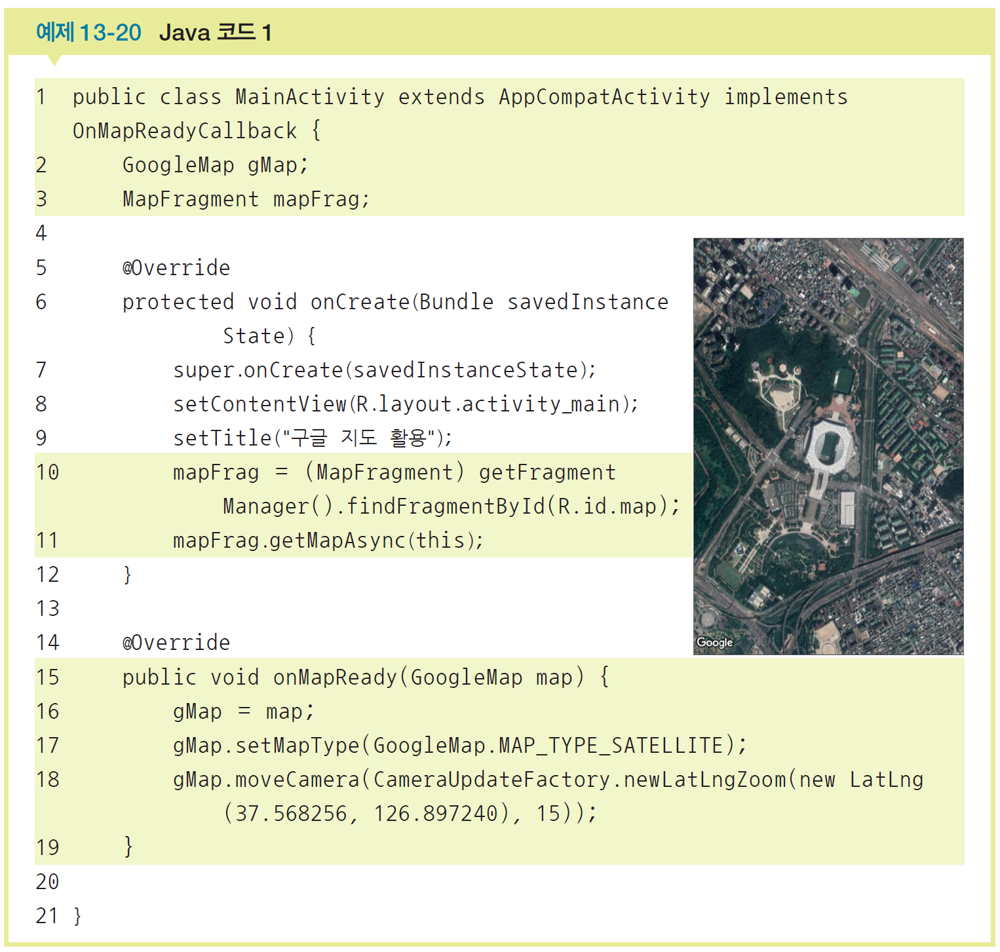 예제 13-20 Java 코드 1
1 public class MainActivity extends AppCompatActivity implements
OnMapReadyCallback {
2 GoogleMap gMap;
3 MapFragment mapFrag;
4
5 @Override
6 protected void onCreate(Bundle savedInstance
State) {
7 super.onCreate(savedInstanceState);
8 setContentView(R.layout.activity_main);
9 setTitle("구글 지도 활용");
10 mapFrag = (MapFragment) getFragment
Manager().findFragmentById(R.id.map);
11 mapFrag.getMapAsync(this);
12 }
13
14 @Override
15 public void onMapReady(GoogleMap map) {
16 gMap = map;
17 gMap.setMapType(GoogleMap.MAP_TYPE_SATELLITE);
18 gMap.moveCamera(CameraUpdateFactory.newLatLngZoom(new LatLng
(37.568256, 126.897240), 15));
19 }
20
21 }
Google